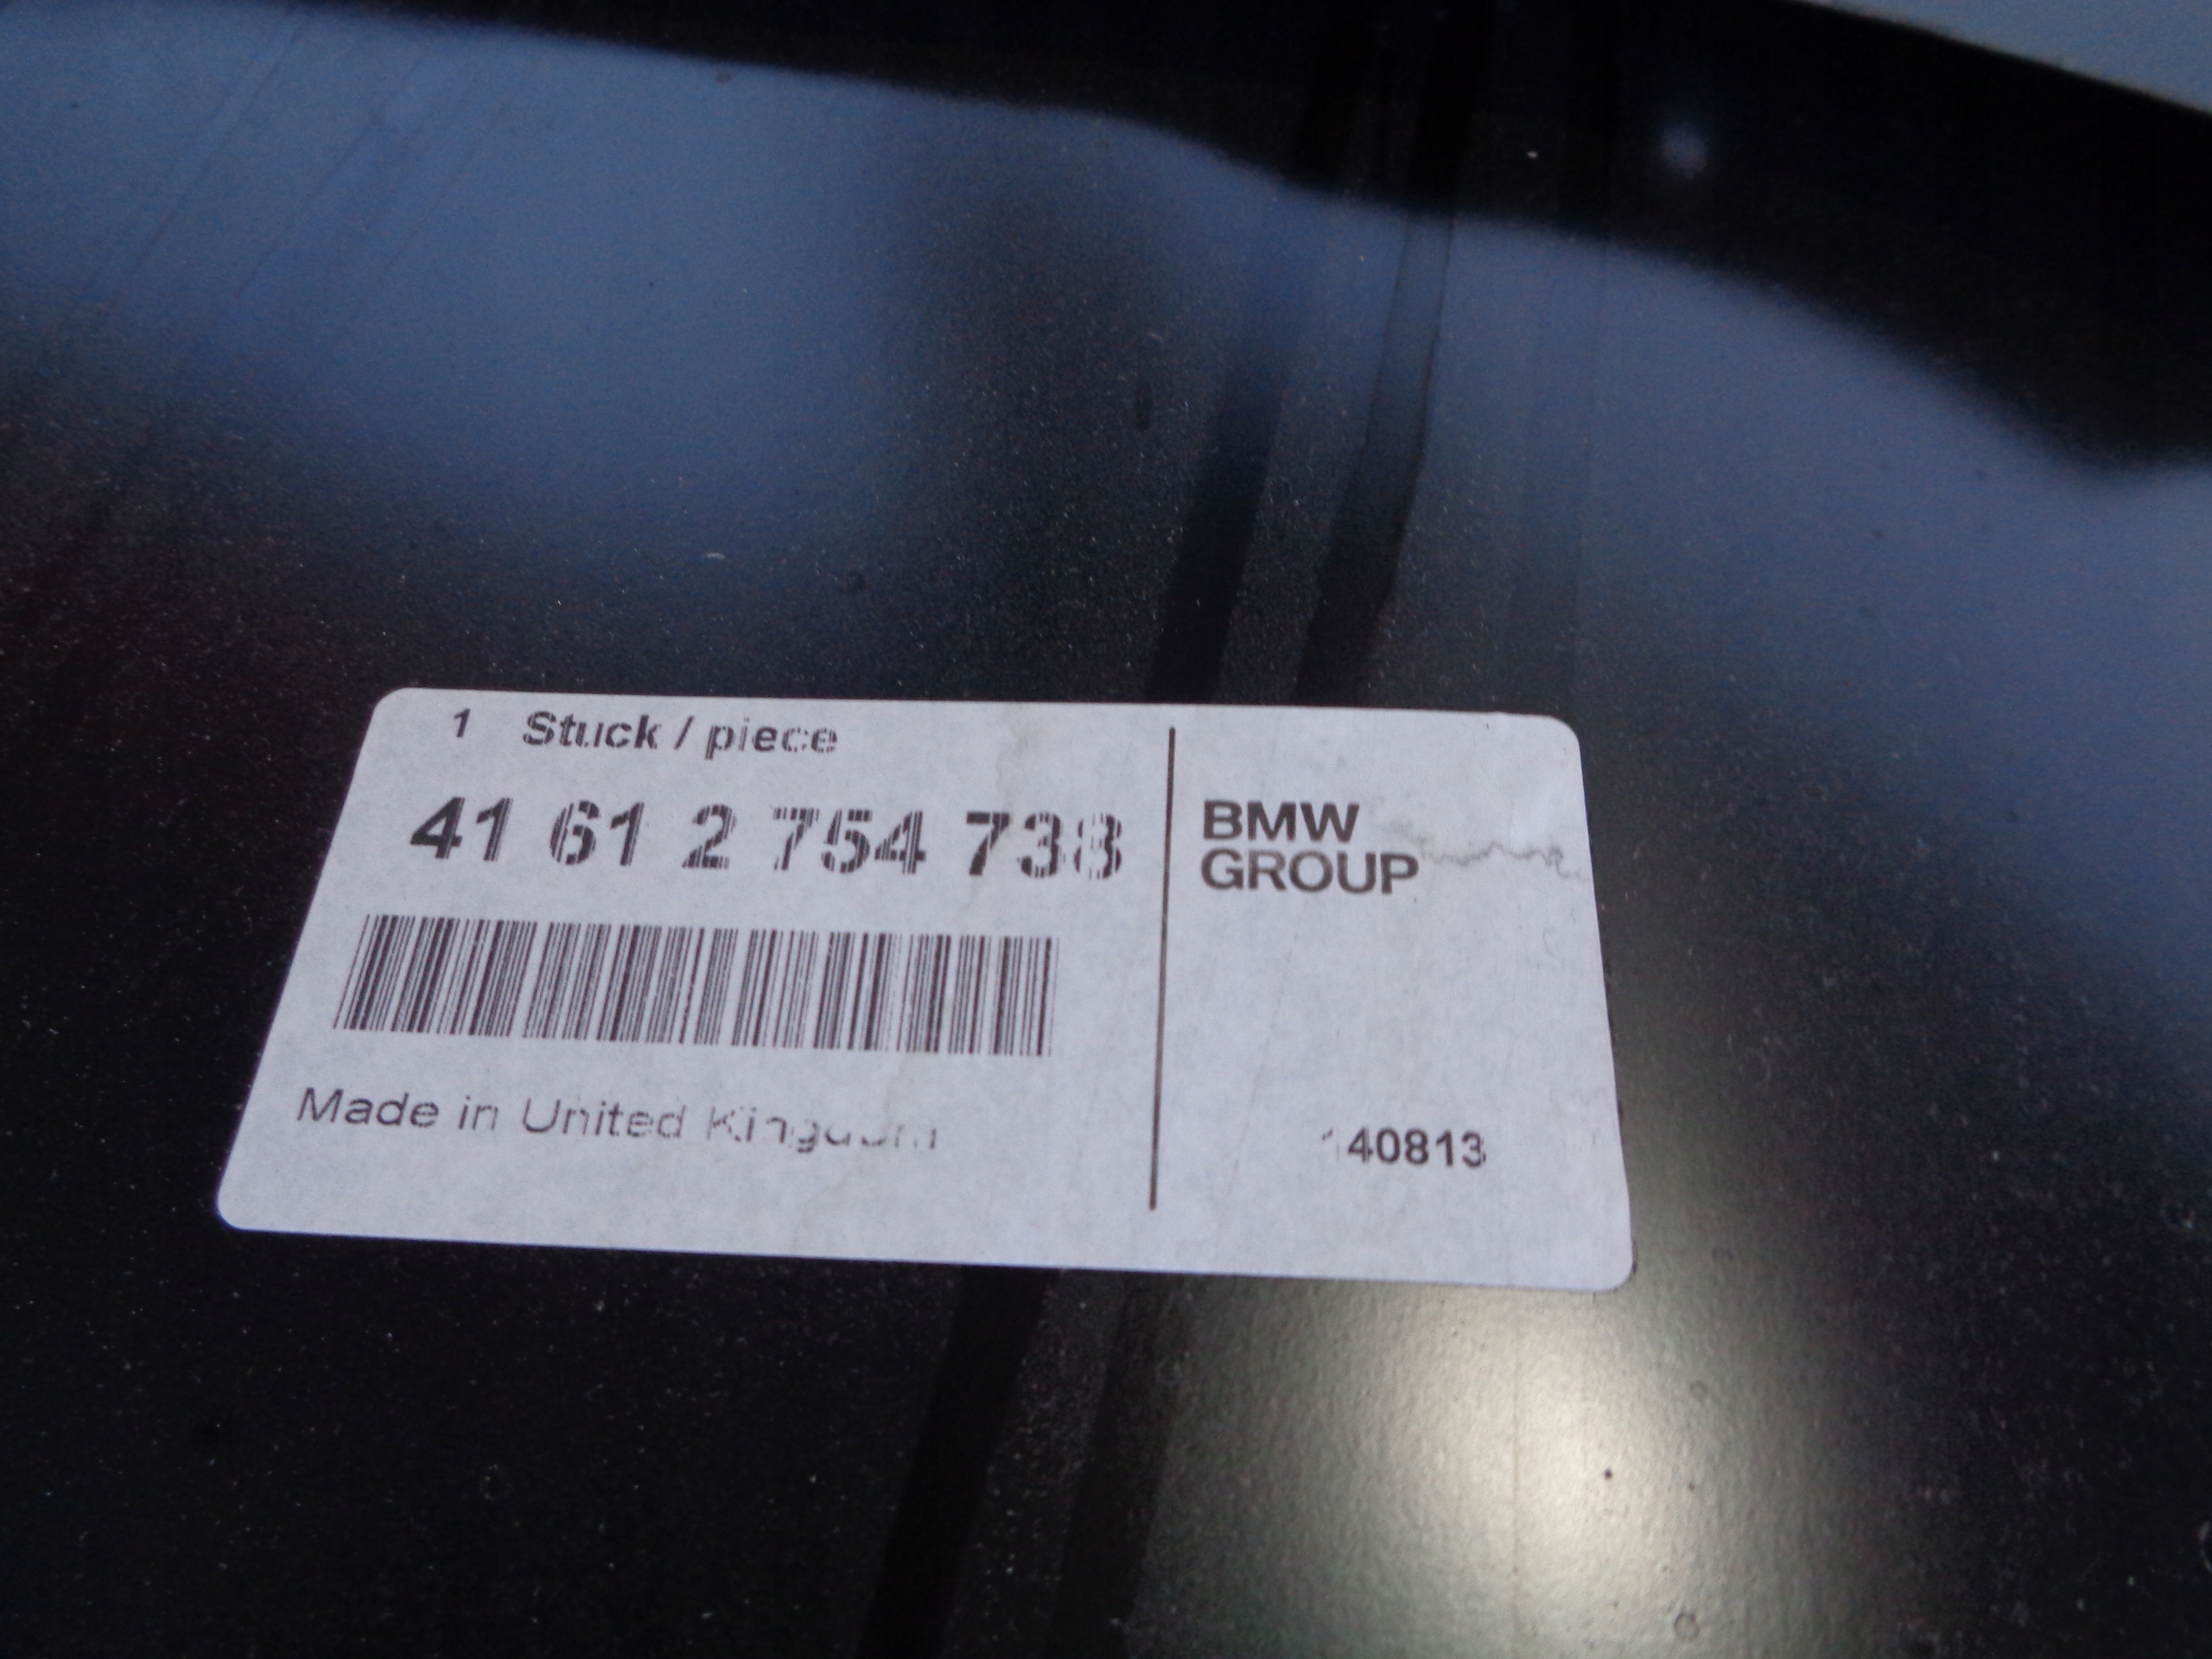 1 Stuck / piece
41 61 2 754 738
Made in United Kingdom
BMW
GROUP
140813